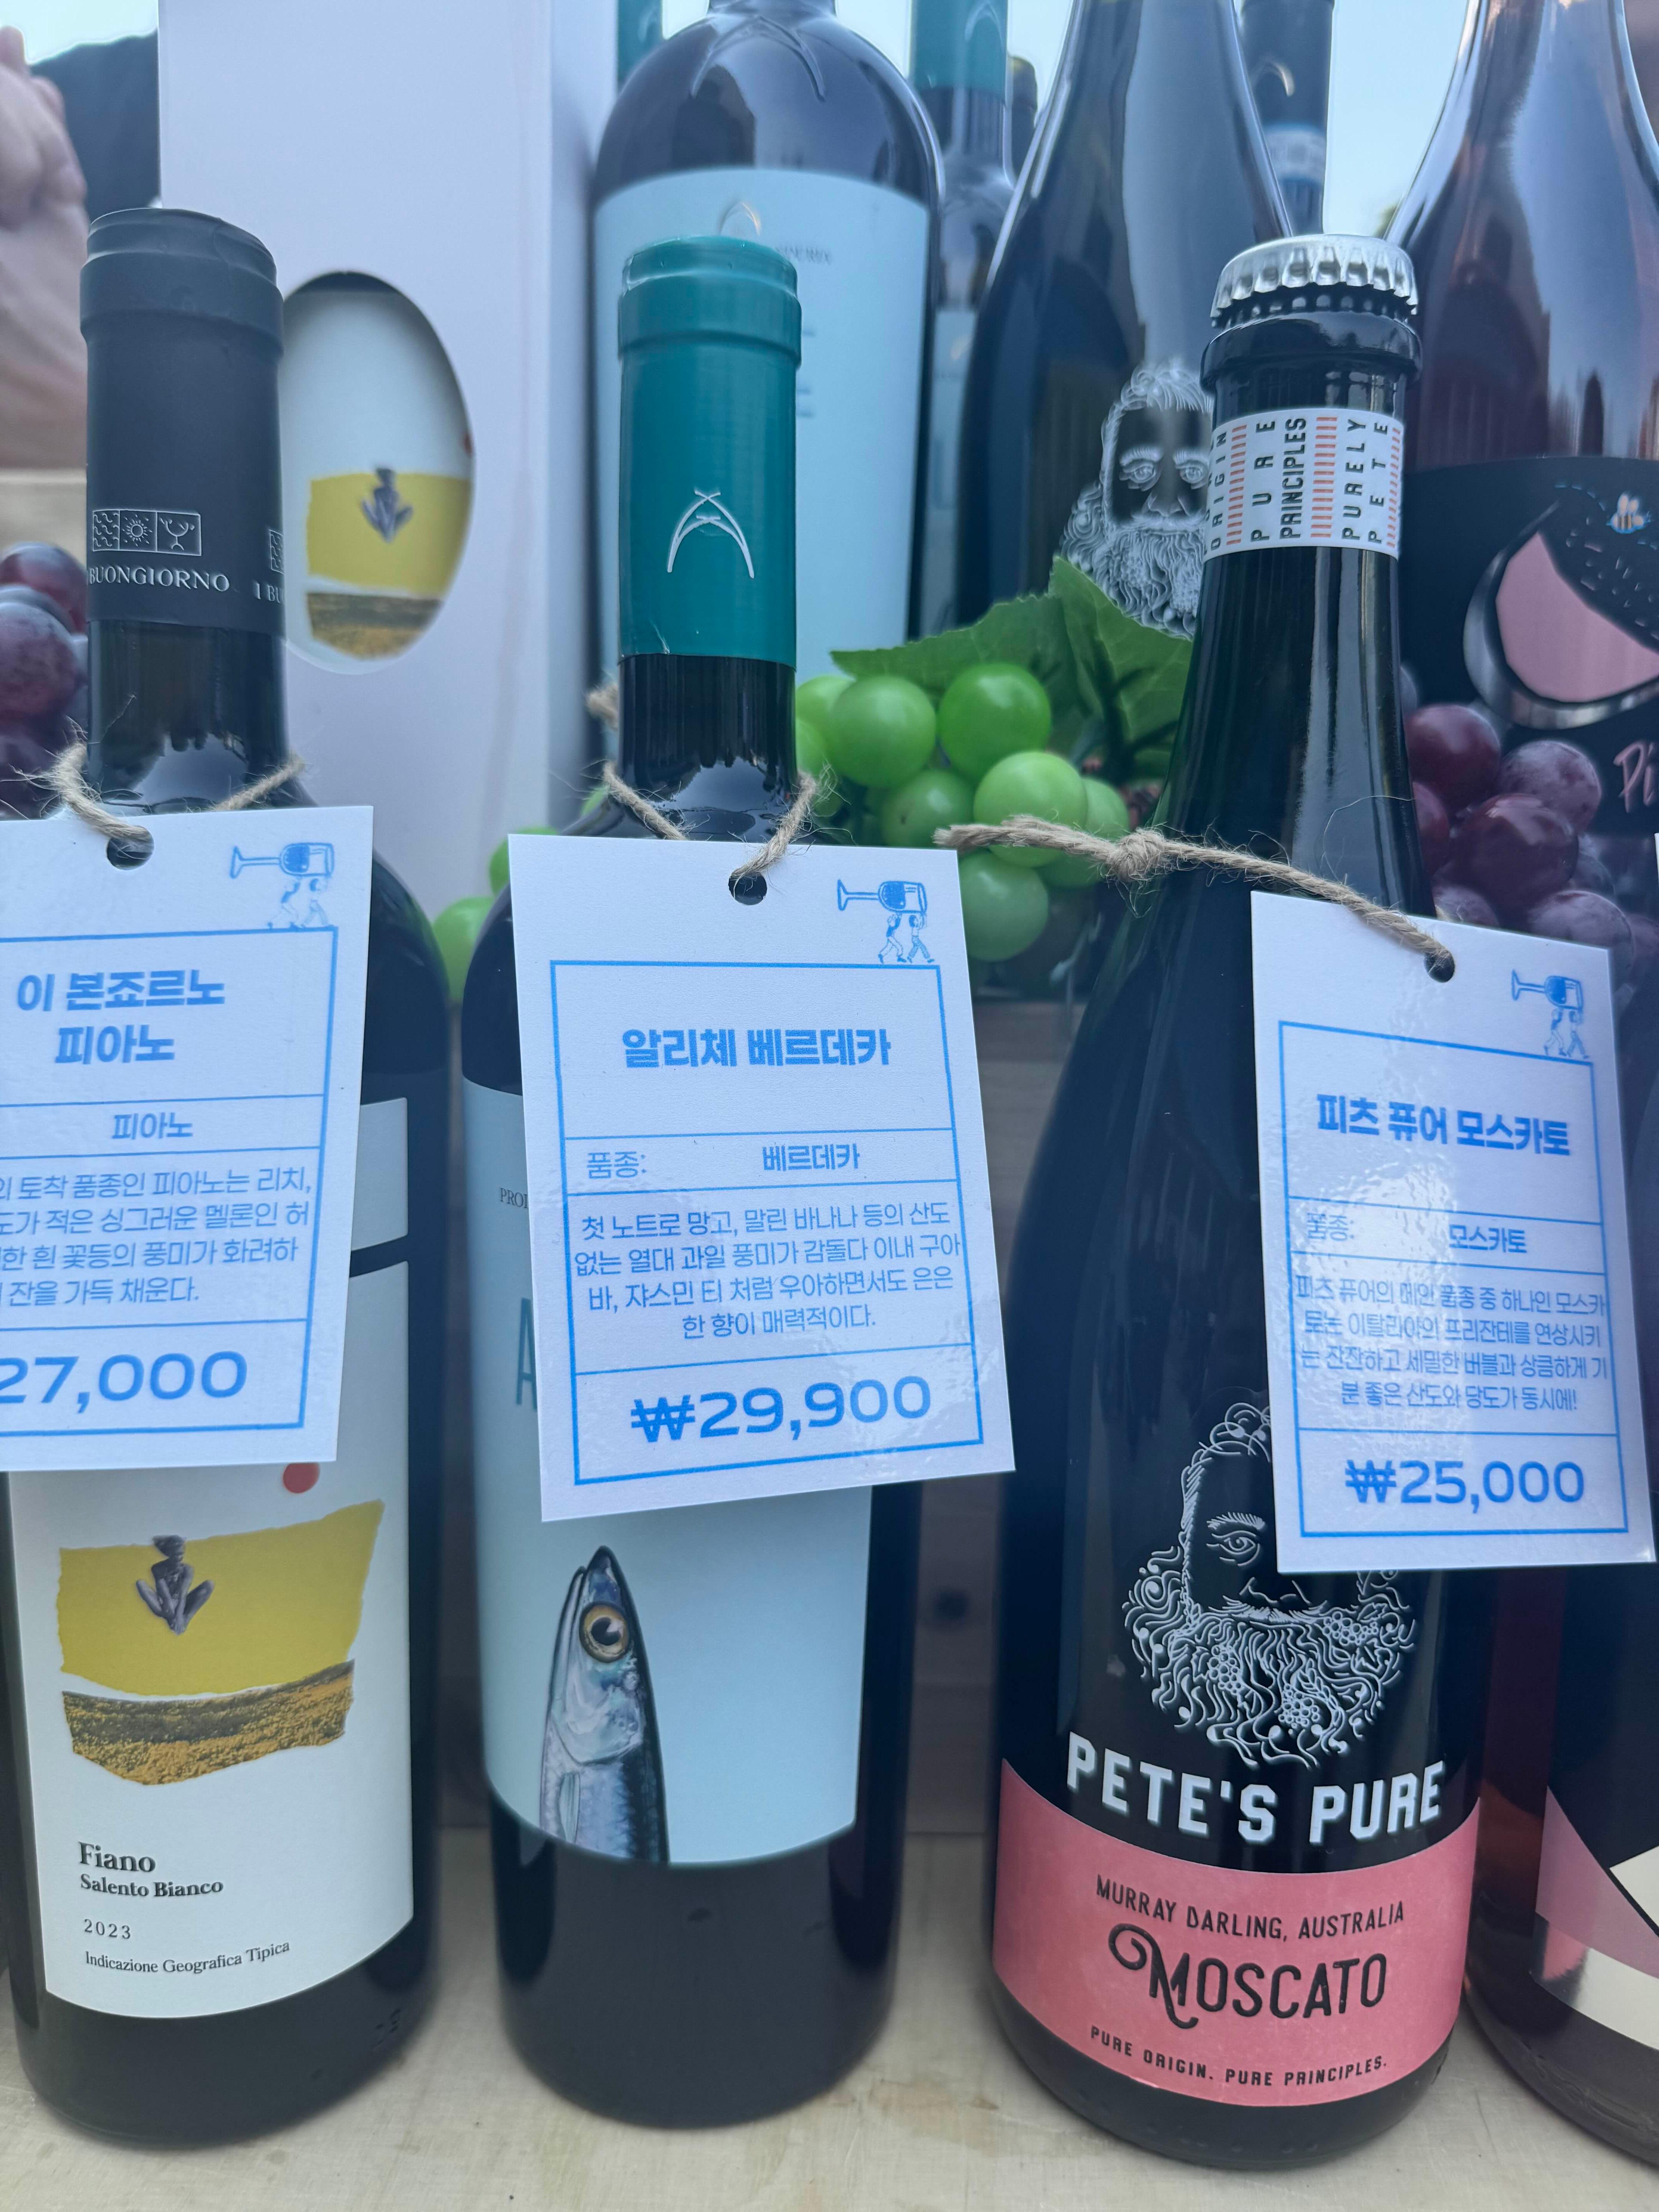 BUONGIORNO
이 본죠르노
피아노
피아노
의 토착 품종인 피아노는 리치,
도가 적은 싱그러운 멜론인 허
한 흰 꽃등의 풍미가 화려하
잔을 가득 채운다.
27,000
Fiano
Salento Bianco
2023
Indicazione Geografica Tipica
알리체 베르데카
품종: 베르데카
첫 노트로 망고, 말린 바나나 등의 산도
없는 열대 과일 풍미가 감돌다 이내 구아
바, 쟈스민 티 처럼 우아하면서도 은은
한 향이 매력적이다.
₩29,900
ORIGIN
PURE
PRINCIPLES
PURELY
PETE
피츠 퓨어 모스카토
품종: 모스카토
피츠 퓨어의 메인 품종 중 하나인 모스카
토는 이탈리아의 프리잔테를 연상시키
는 잔잔하고 세밀한 버블과 상큼하게 기
분 좋은 산도와 당도가 동시에!
₩25,000
PETE'S PURE
MURRAY DARLING, AUSTRALIA
MOSCATO
PURE ORIGIN. PURE PRINCIPLES.